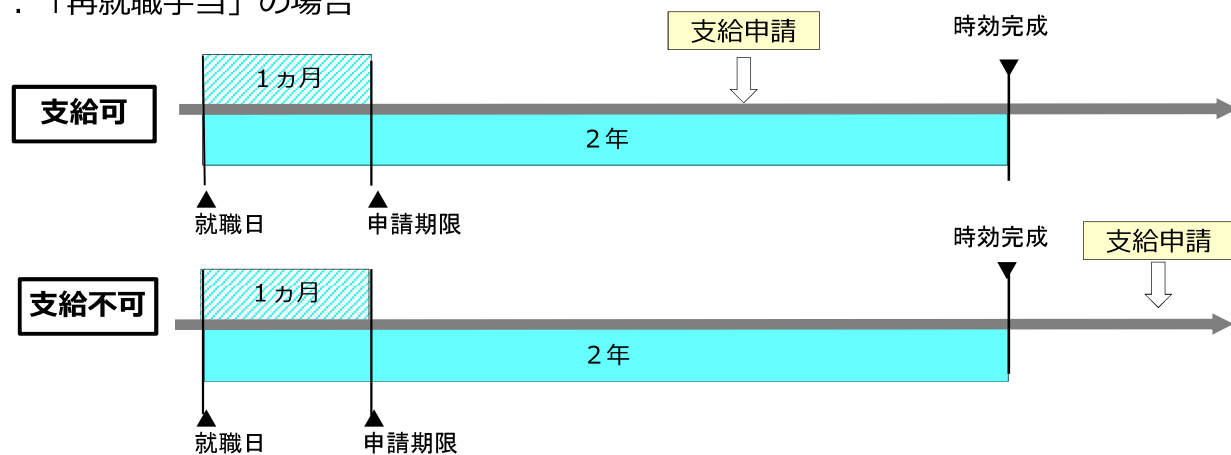 ．「再就職手当」の場合
支給申請
時効完成
１ヵ月
支給可
２年
就職日
申請期限
時効完成
支給申請
１ヵ月
支給不可
２年
就職日
申請期限